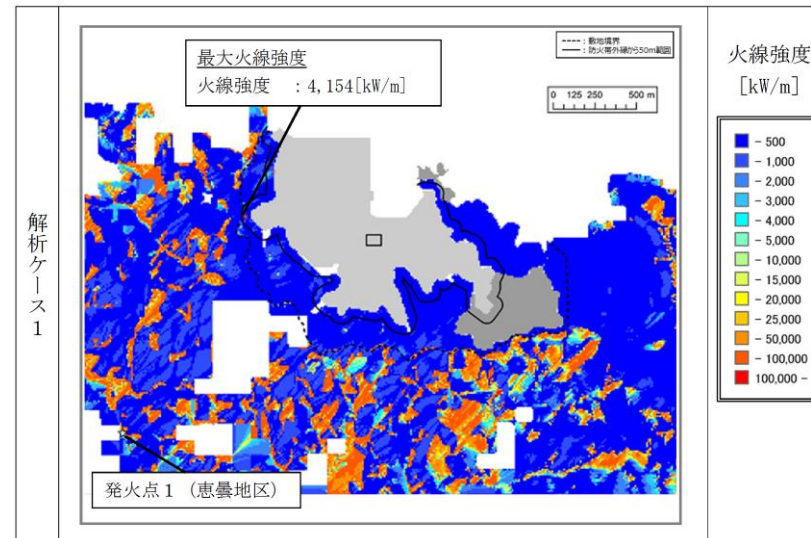 解析ケース1
最大火線強度
火線強度 : 4,154[kW/m]
-----: 敷地境界
——: 防火帯外縁から50m範囲
0 125 250 500 m
発火点1 (恵曇地区)
火線強度
[kW/m]
- 500
- 1,000
- 2,000
- 3,000
- 4,000
- 5,000
- 10,000
- 15,000
- 20,000
- 25,000
- 50,000
- 100,000
100,000 -